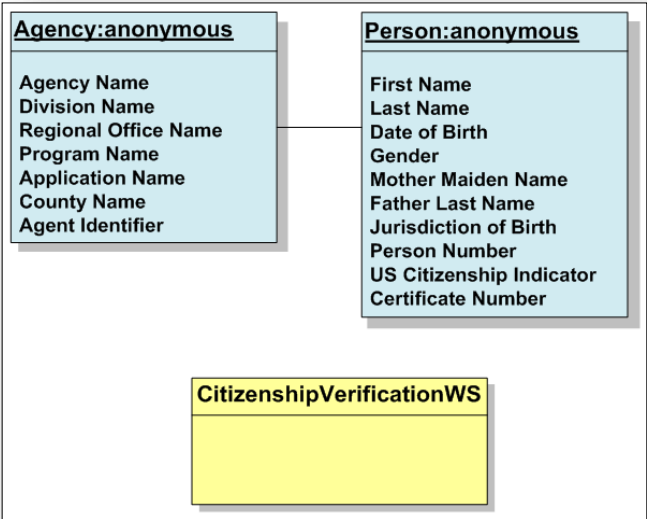 Agency:anonymous
Agency Name
Division Name
Regional Office Name
Program Name
Application Name
County Name
Agent Identifier
Person:anonymous
First Name
Last Name
Date of Birth
Gender
Mother Maiden Name
Father Last Name
Jurisdiction of Birth
Person Number
US Citizenship Indicator
Certificate Number
CitizenshipVerificationWS